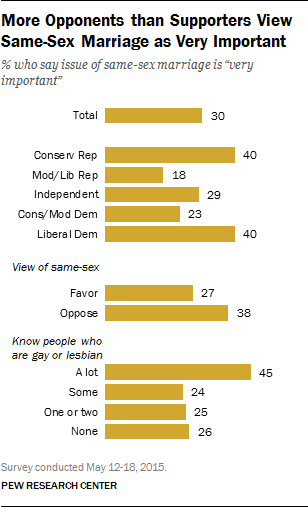 More Opponents than Supporters View
Same-Sex Marriage as Very Important
% who say issue of same-sex marriage is “very
important”
Total 30
Conserv Rep 40
Mod/Lib Rep 18
Independent 29
Cons/Mod Dem 23
Liberal Dem 40
View of same-sex
Favor 27
Oppose 38
Know people who
are gay or lesbian
A lot 45
Some 24
One or two 25
None 26
Survey conducted May 12-18, 2015.
PEW RESEARCH CENTER